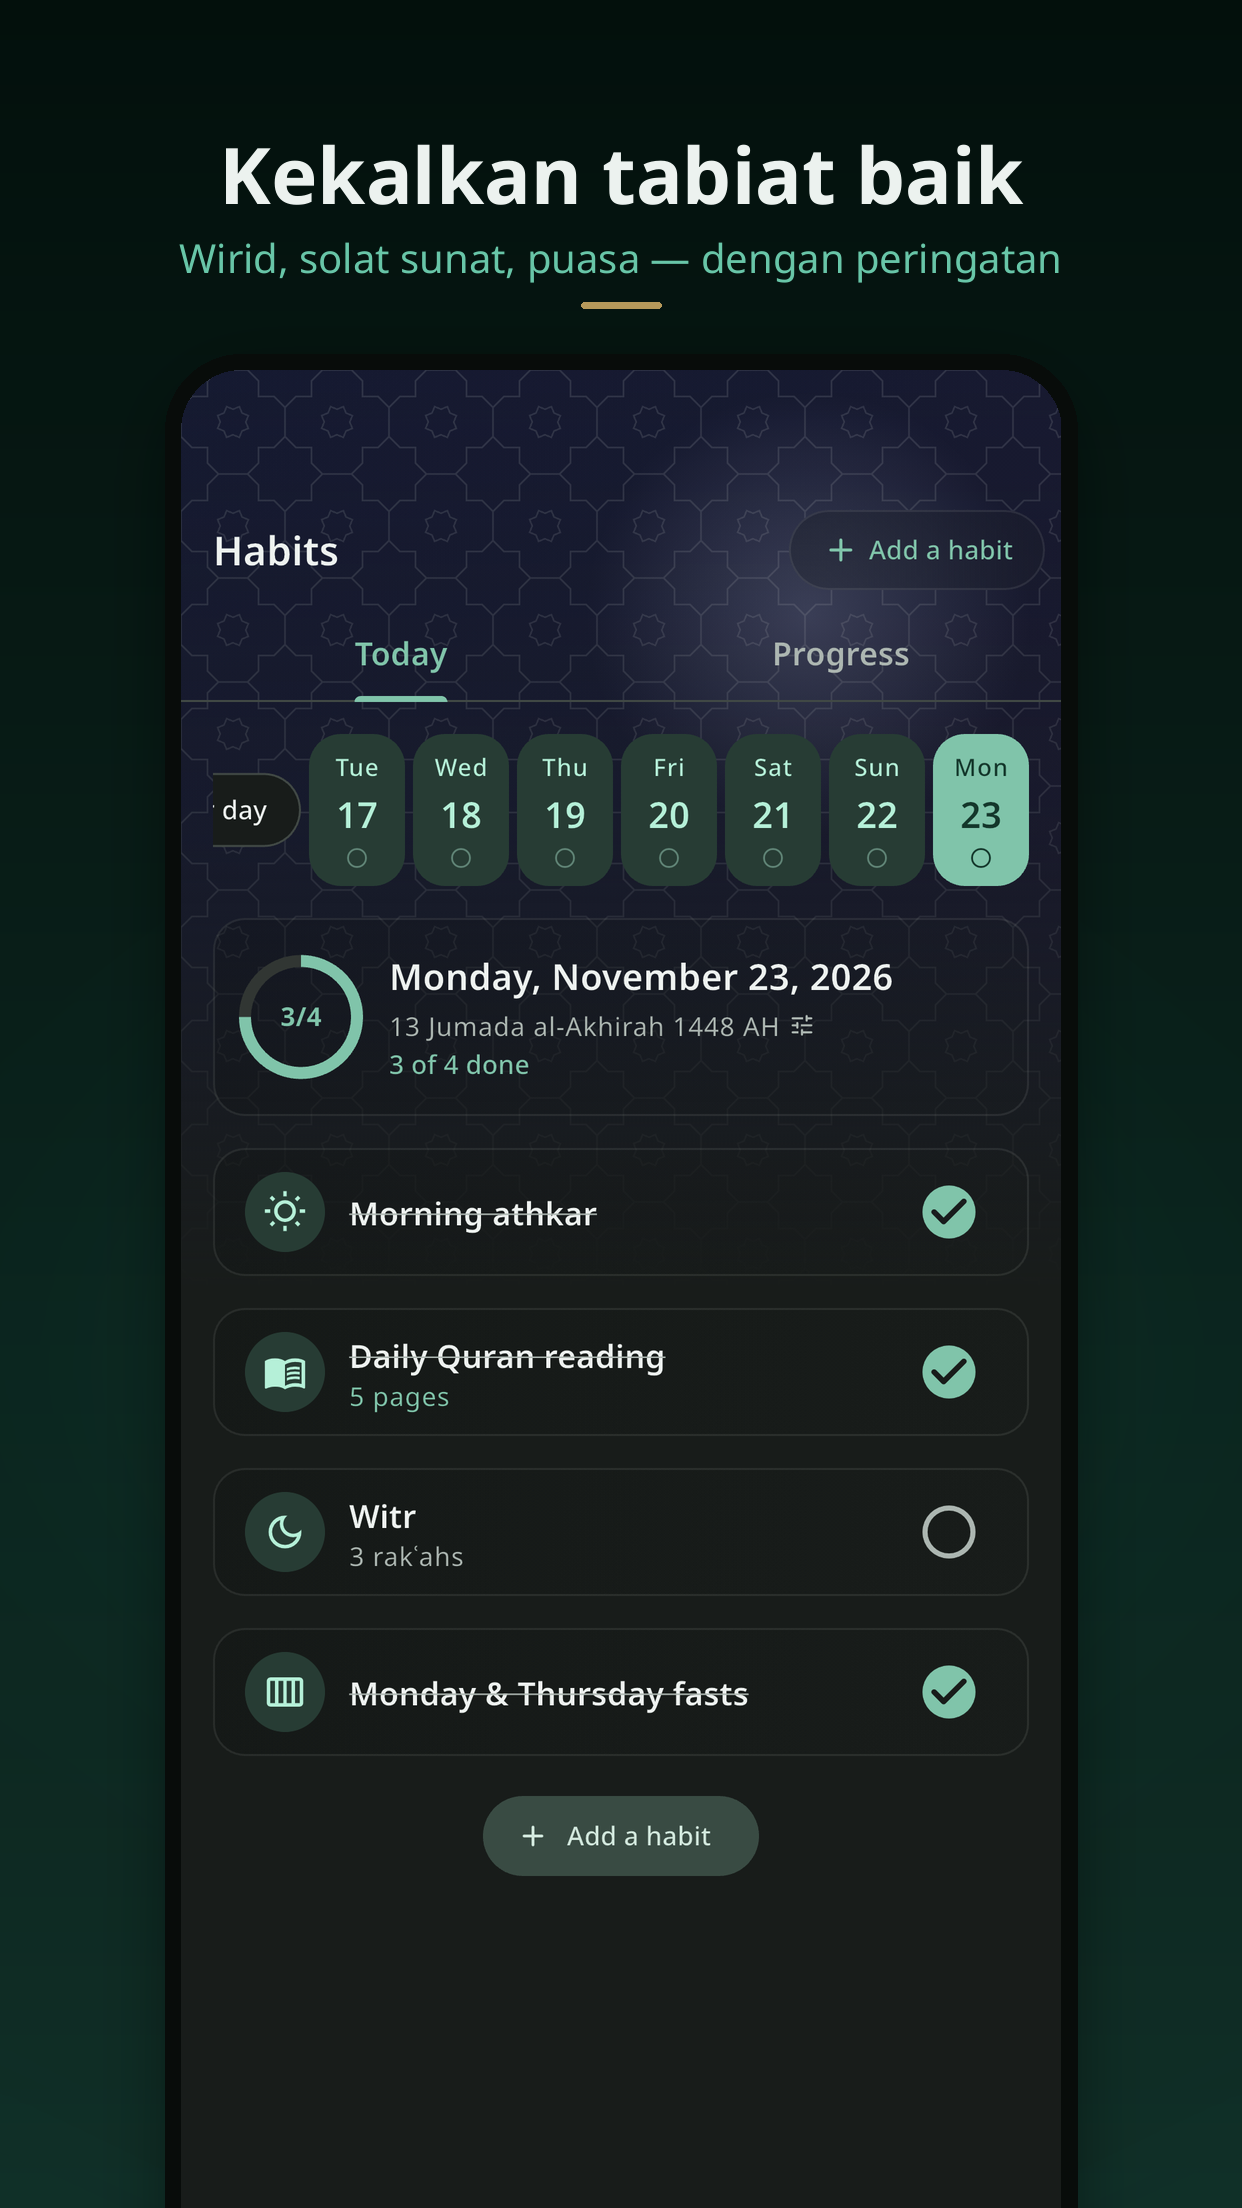 Kekalkan tabiat baik
Wirid, solat sunat, puasa — dengan peringatan
Habits
+ Add a habit
Today
Progress
day
Tue
17
Wed
18
Thu
19
Fri
20
Sat
21
Sun
22
Mon
23
3/4
Monday, November 23, 2026
13 Jumada al-Akhirah 1448 AH
3 of 4 done
Morning athkar
Daily Quran reading
5 pages
Witr
3 rakʿahs
Monday & Thursday fasts
+ Add a habit